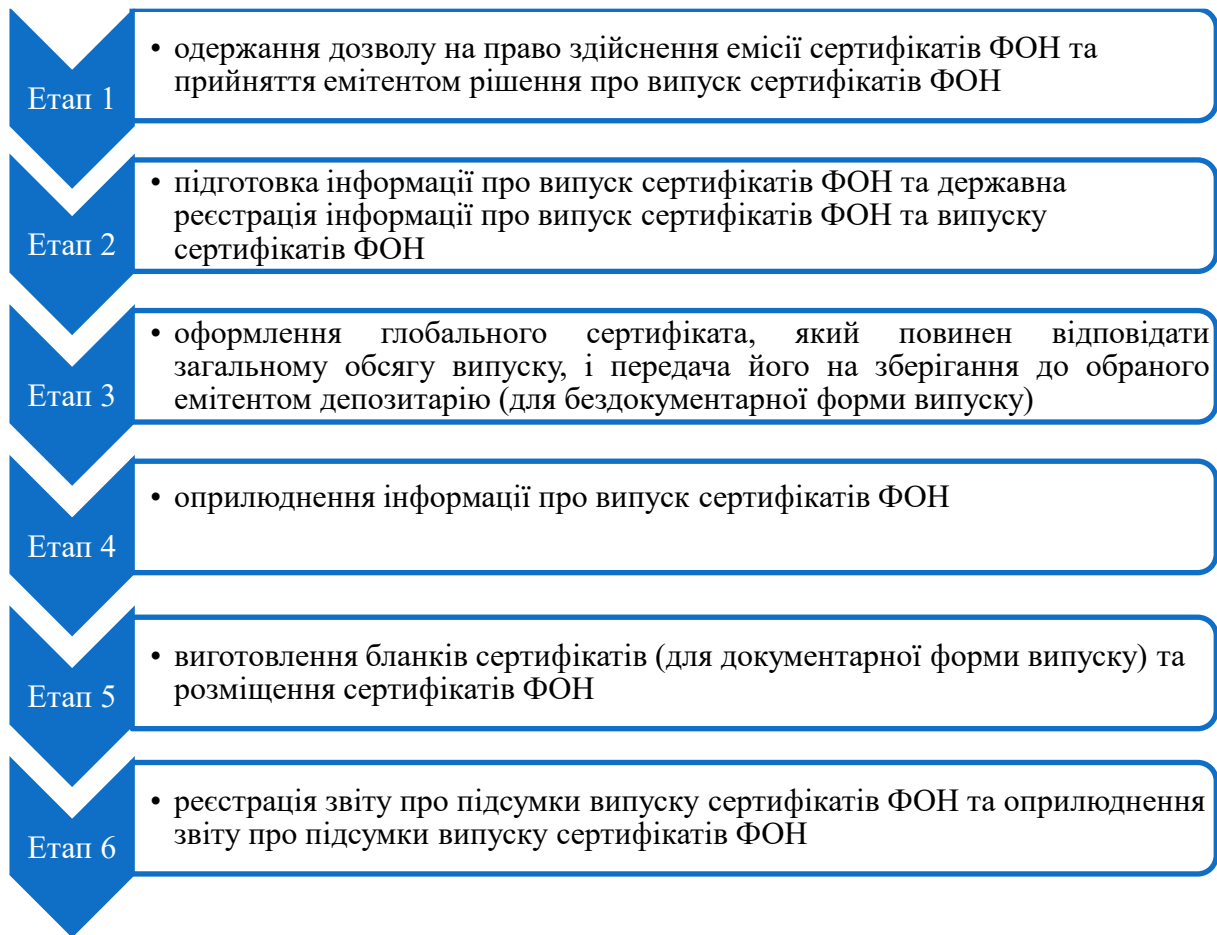 Етап 1
• одержання дозволу на право здійснення емісії сертифікатів ФОН та
прийняття емітентом рішення про випуск сертифікатів ФОН
Етап 2
• підготовка інформації про випуск сертифікатів ФОН та державна
реєстрація інформації про випуск сертифікатів ФОН та випуску
сертифікатів ФОН
Етап 3
• оформлення глобального сертифіката, який повинен відповідати
загальному обсягу випуску, і передача його на зберігання до обраного
емітентом депозитарію (для бездокументарної форми випуску)
Етап 4
• оприлюднення інформації про випуск сертифікатів ФОН
Етап 5
• виготовлення бланків сертифікатів (для документарної форми випуску) та
розміщення сертифікатів ФОН
Етап 6
• реєстрація звіту про підсумки випуску сертифікатів ФОН та оприлюднення
звіту про підсумки випуску сертифікатів ФОН